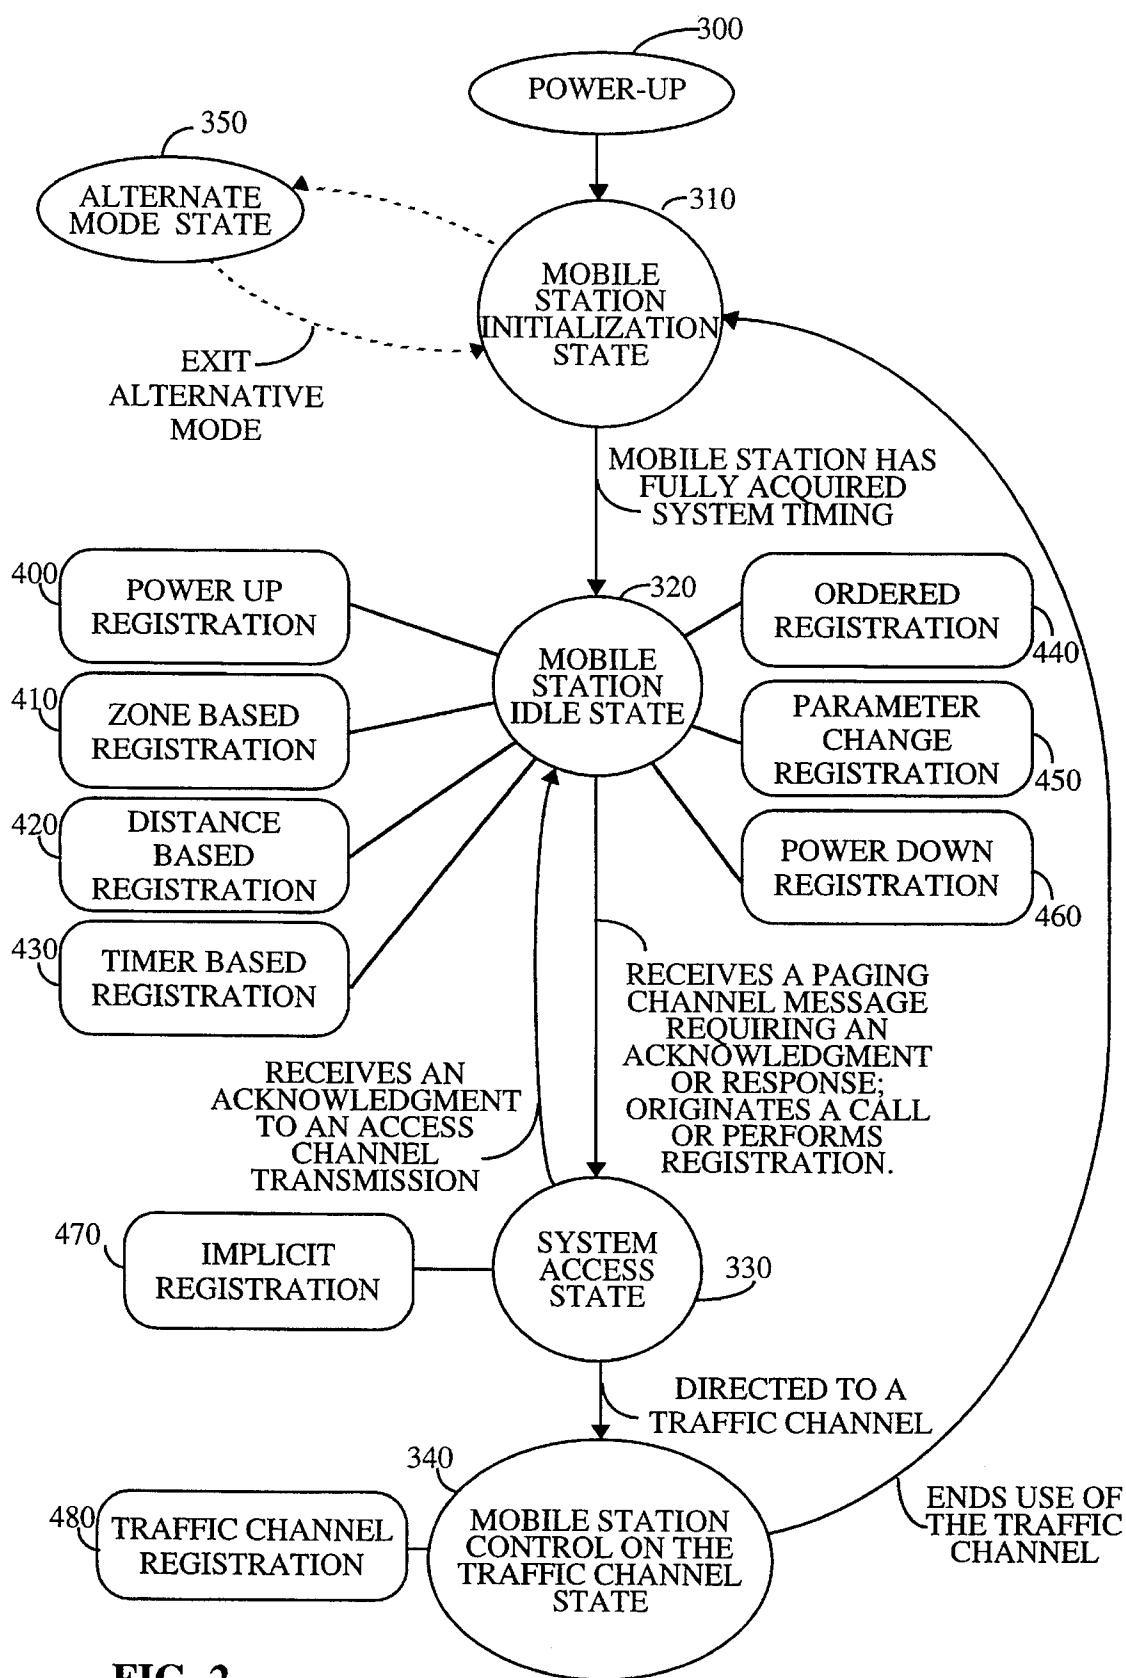 300
POWER-UP
350
ALTERNATE
MODE STATE
310
MOBILE
STATION
INITIALIZATION
STATE
EXIT
ALTERNATIVE
MODE
MOBILE STATION HAS
FULLY ACQUIRED
SYSTEM TIMING
400
POWER UP
REGISTRATION
320
MOBILE
STATION
IDLE STATE
ORDERED
REGISTRATION
440
410
ZONE BASED
REGISTRATION
PARAMETER
CHANGE
REGISTRATION
450
420
DISTANCE
BASED
REGISTRATION
POWER DOWN
REGISTRATION
460
430
TIMER BASED
REGISTRATION
RECEIVES A PAGING
CHANNEL MESSAGE
REQUIRING AN
ACKNOWLEDGMENT
OR RESPONSE;
ORIGINATES A CALL
OR PERFORMS
REGISTRATION.
RECEIVES AN
ACKNOWLEDGMENT
TO AN ACCESS
CHANNEL
TRANSMISSION
470
IMPLICIT
REGISTRATION
SYSTEM
ACCESS
STATE
330
DIRECTED TO A
TRAFFIC CHANNEL
340
480
TRAFFIC CHANNEL
REGISTRATION
MOBILE STATION
CONTROL ON THE
TRAFFIC CHANNEL
STATE
ENDS USE OF
THE TRAFFIC
CHANNEL
FIG. 2